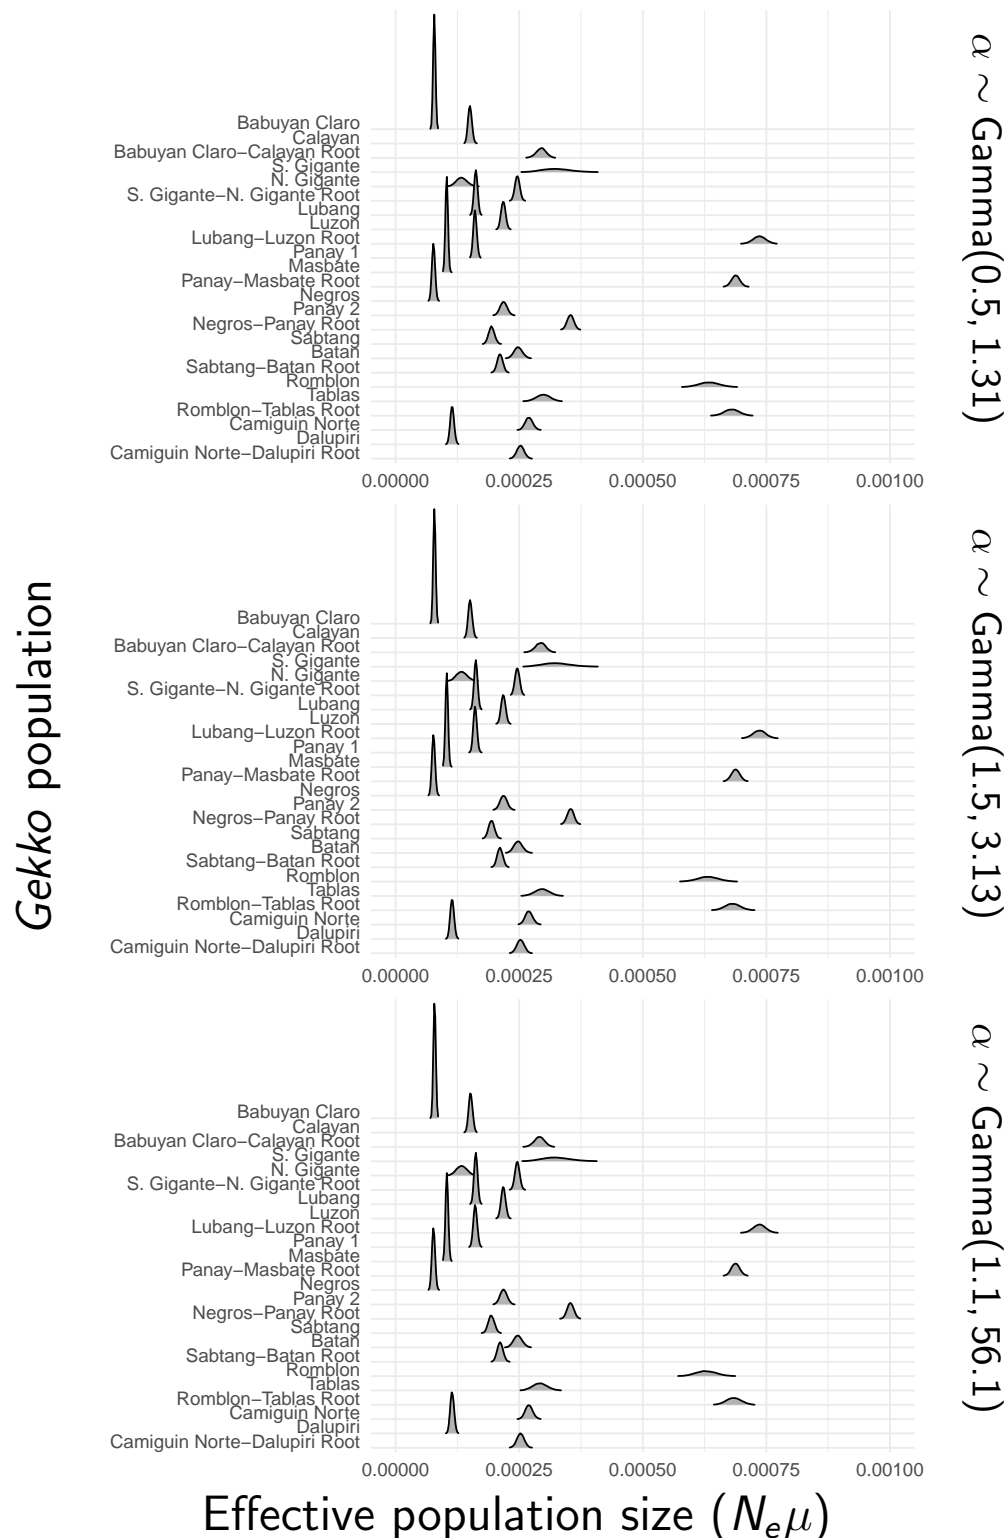 Babuyan Claro
Calayan
Babuyan Claro−Calayan Root
S. Gigante
N. Gigante
S. Gigante−N. Gigante Root
Lubang
Luzon
Lubang−Luzon Root
Panay 1
Masbate
Panay−Masbate Root
Negros
Panay 2
Negros−Panay Root
Sabtang
Batan
Sabtang−Batan Root
Romblon
Tablas
Romblon−Tablas Root
Camiguin Norte
Dalupiri
Camiguin Norte−Dalupiri Root
0.00000 0.00025 0.00050 0.00075 0.00100
α ∼ Gamma(0.5, 1.31)
Gekko population
Babuyan Claro
Calayan
Babuyan Claro−Calayan Root
S. Gigante
N. Gigante
S. Gigante−N. Gigante Root
Lubang
Luzon
Lubang−Luzon Root
Panay 1
Masbate
Panay−Masbate Root
Negros
Panay 2
Negros−Panay Root
Sabtang
Batan
Sabtang−Batan Root
Romblon
Tablas
Romblon−Tablas Root
Camiguin Norte
Dalupiri
Camiguin Norte−Dalupiri Root
0.00000 0.00025 0.00050 0.00075 0.00100
α ∼ Gamma(1.5, 3.13)
Babuyan Claro
Calayan
Babuyan Claro−Calayan Root
S. Gigante
N. Gigante
S. Gigante−N. Gigante Root
Lubang
Luzon
Lubang−Luzon Root
Panay 1
Masbate
Panay−Masbate Root
Negros
Panay 2
Negros−Panay Root
Sabtang
Batan
Sabtang−Batan Root
Romblon
Tablas
Romblon−Tablas Root
Camiguin Norte
Dalupiri
Camiguin Norte−Dalupiri Root
0.00000 0.00025 0.00050 0.00075 0.00100
α ∼ Gamma(1.1, 56.1)
Effective population size (Nₑμ)